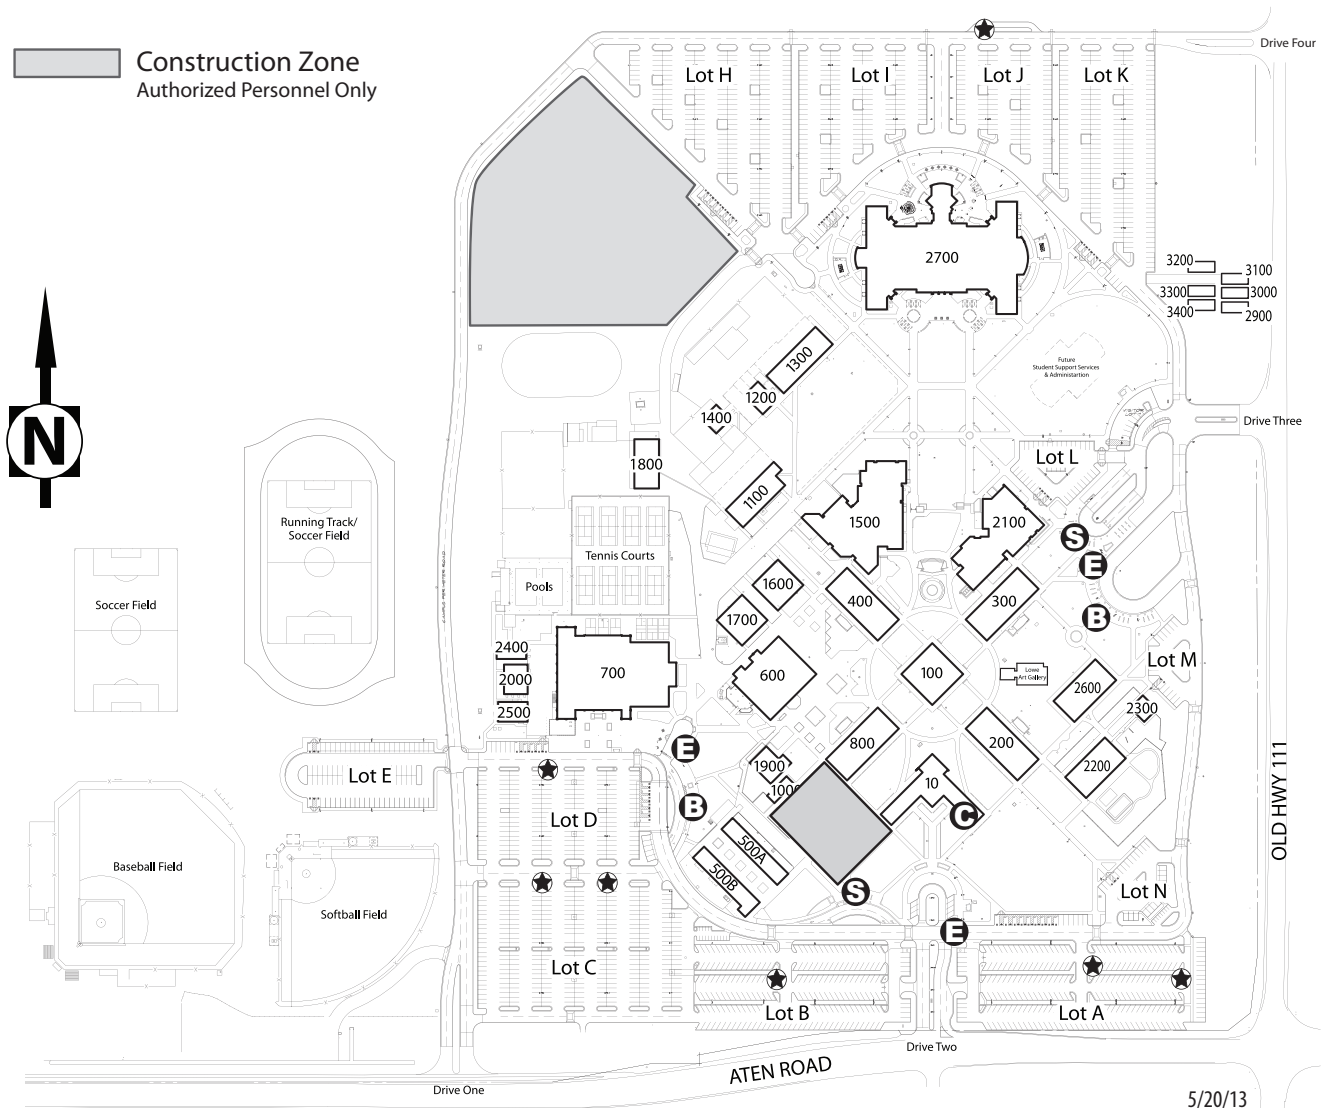 Construction Zone
Authorized Personnel Only
Drive Four
Lot H
Lot I
Lot J
Lot K
2700
3200
3100
3300
3000
3400
2900
N
1300
1200
1400
Future
Student Support Services
& Administartion
Drive Three
1800
1100
Lot L
1500
2100
Running Track/
Soccer Field
Tennis Courts
S
E
Pools
Soccer Field
1600
1700
400
300
B
2400
2000
2500
700
600
100
Lowe
Art Gallery
Lot M
2600
2300
E
800
200
2200
Lot E
1900
1000
10
C
B
Lot D
OLD HWY 111
500A
500B
Baseball Field
Softball Field
S
Lot N
E
Lot C
Lot B
Lot A
Drive Two
ATEN ROAD
Drive One
5/20/13